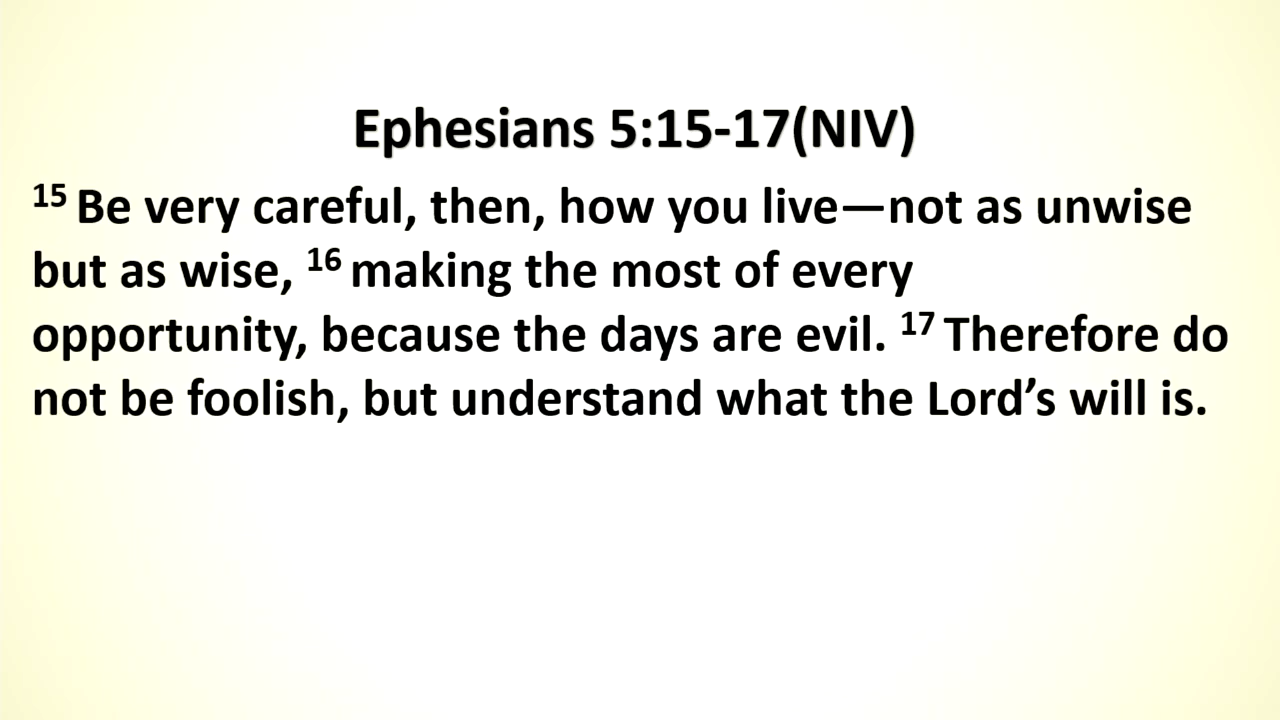 Ephesians 5:15-17(NIV)
15 Be very careful, then, how you live—not as unwise
but as wise, 16 making the most of every
opportunity, because the days are evil. 17 Therefore do
not be foolish, but understand what the Lord’s will is.